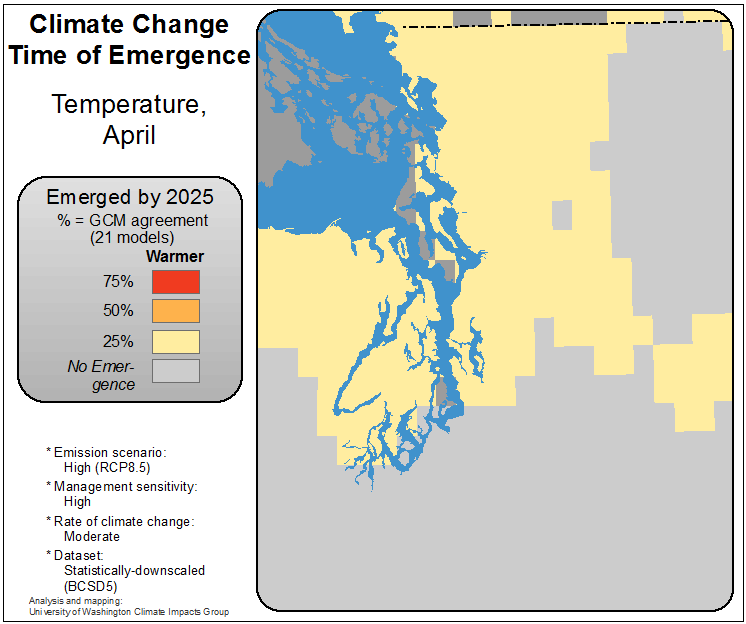 Climate Change
Time of Emergence
Temperature,
April
Emerged by 2025
% = GCM agreement
(21 models)
Warmer
75%
50%
25%
No Emer-
gence
* Emission scenario:
High (RCP8.5)
* Management sensitivity:
High
* Rate of climate change:
Moderate
* Dataset:
Statistically-downscaled
(BCSD5)
Analysis and mapping:
University of Washington Climate Impacts Group